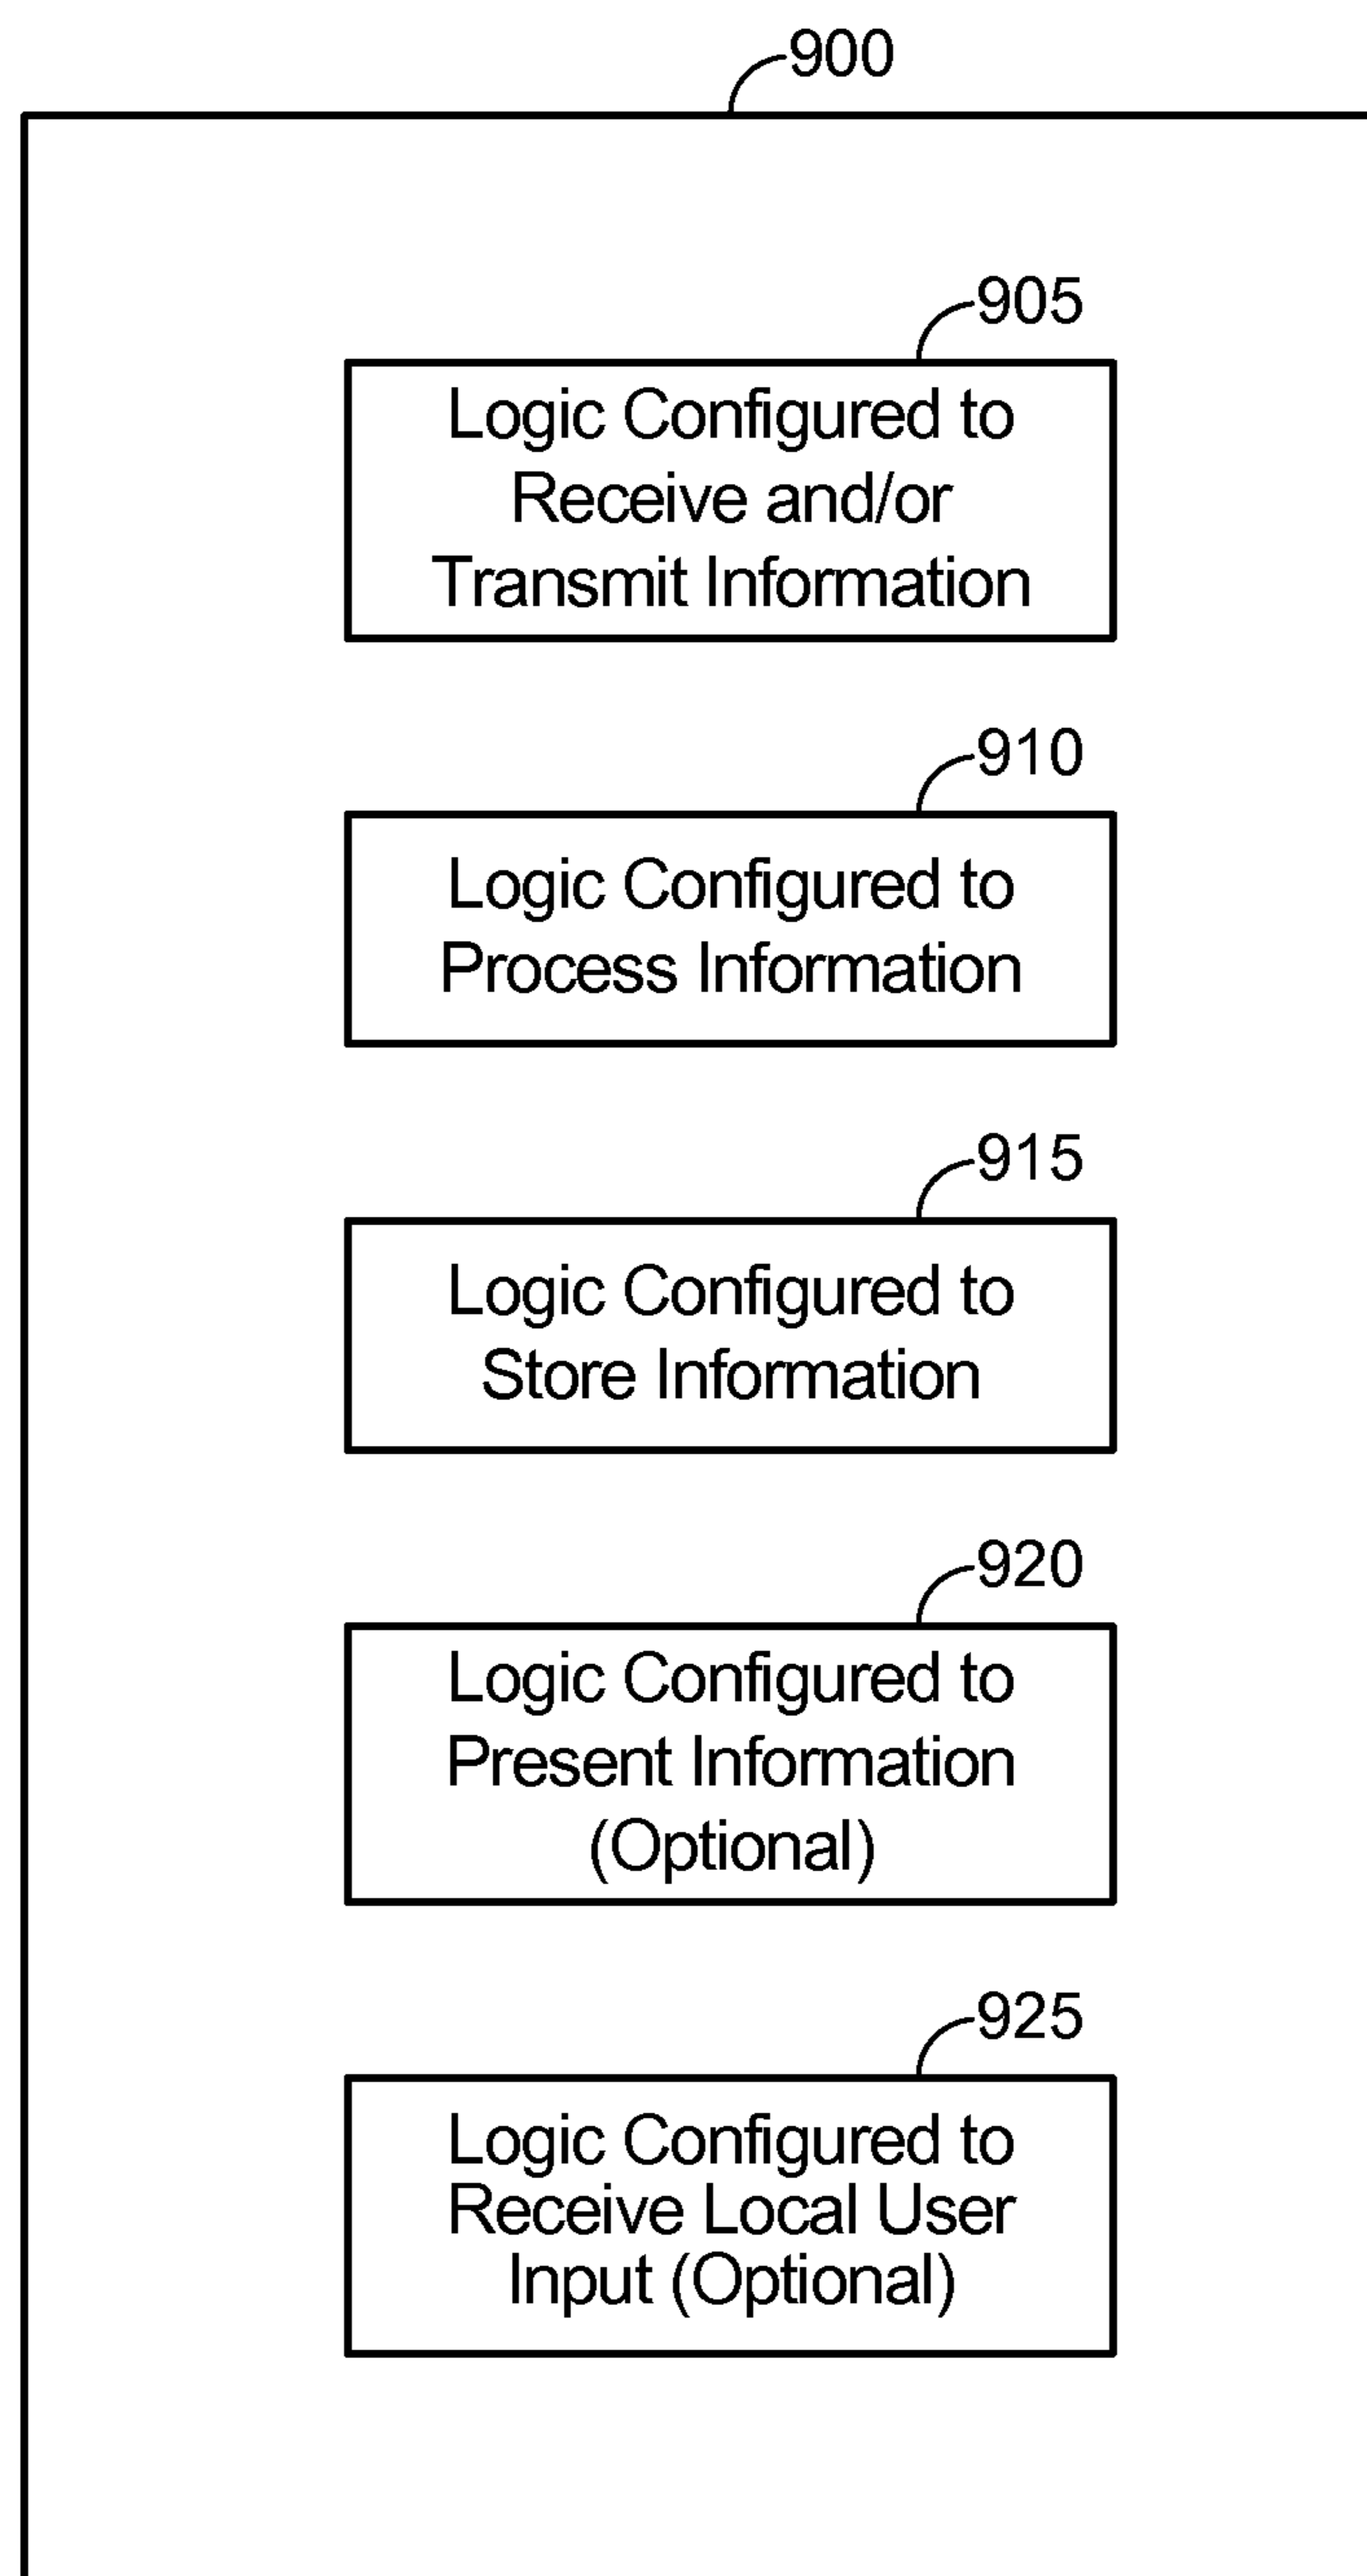 900
905
Logic Configured to
Receive and/or
Transmit Information
910
Logic Configured to
Process Information
915
Logic Configured to
Store Information
920
Logic Configured to
Present Information
(Optional)
925
Logic Configured to
Receive Local User
Input (Optional)